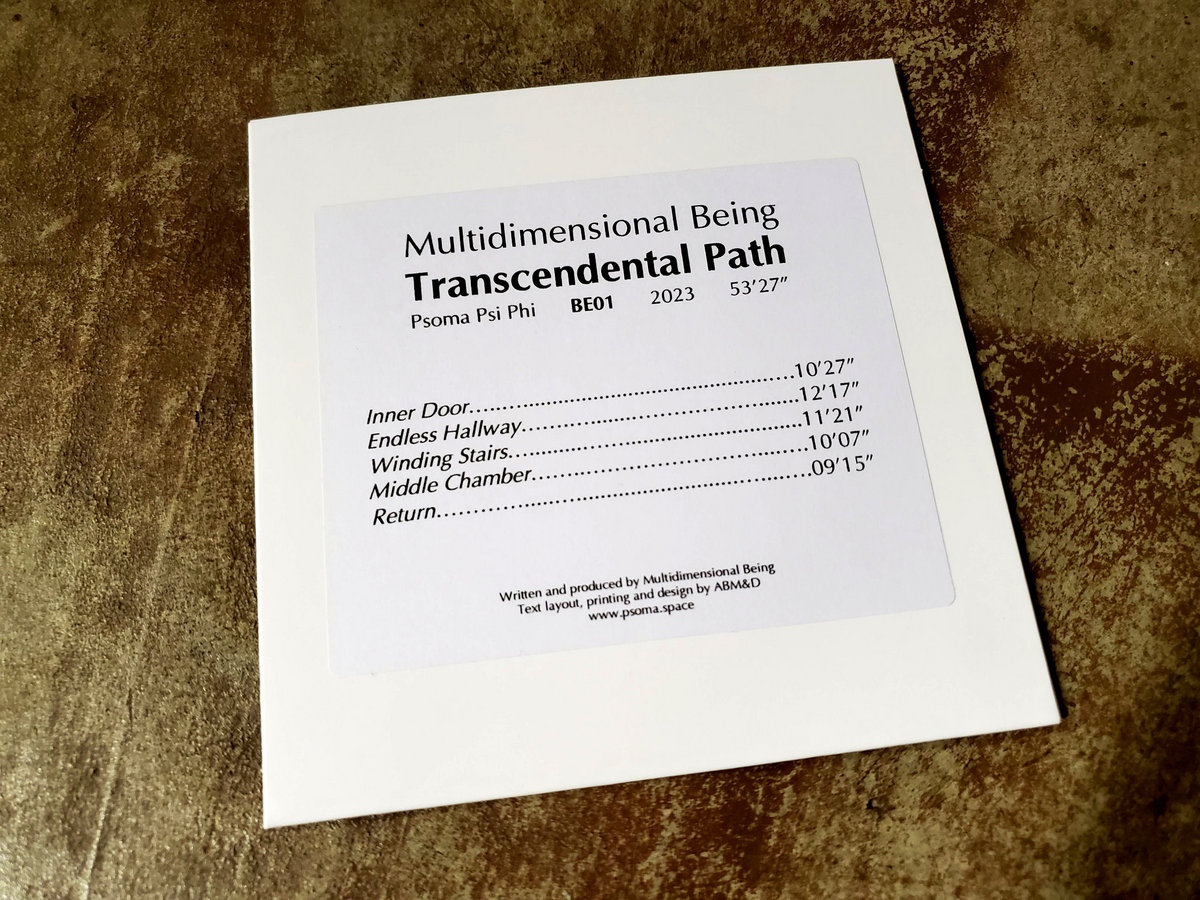 Multidimensional Being
Transcendental Path
Psoma Psi Phi BE01 2023 53’27”
Inner Door.......................................................10’27”
Endless Hallway...............................................12’17”
Winding Stairs..................................................11’21”
Middle Chamber..............................................10’07”
Return..............................................................09’15”
Written and produced by Multidimensional Being
Text layout, printing and design by ABM&D
www.psoma.space